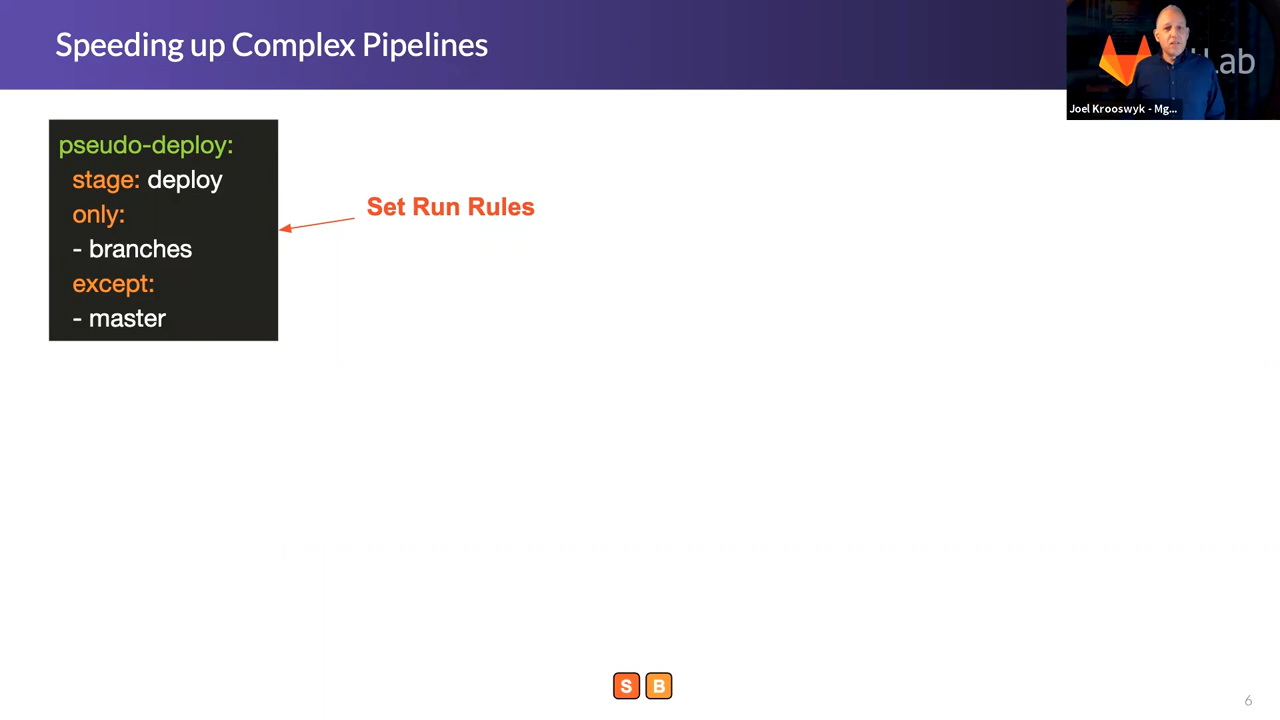 Speeding up Complex Pipelines
Lab
Joel Krooswyk - Mg...
pseudo-deploy:
stage: deploy
only:
- branches
except:
- master
Set Run Rules
S B
6